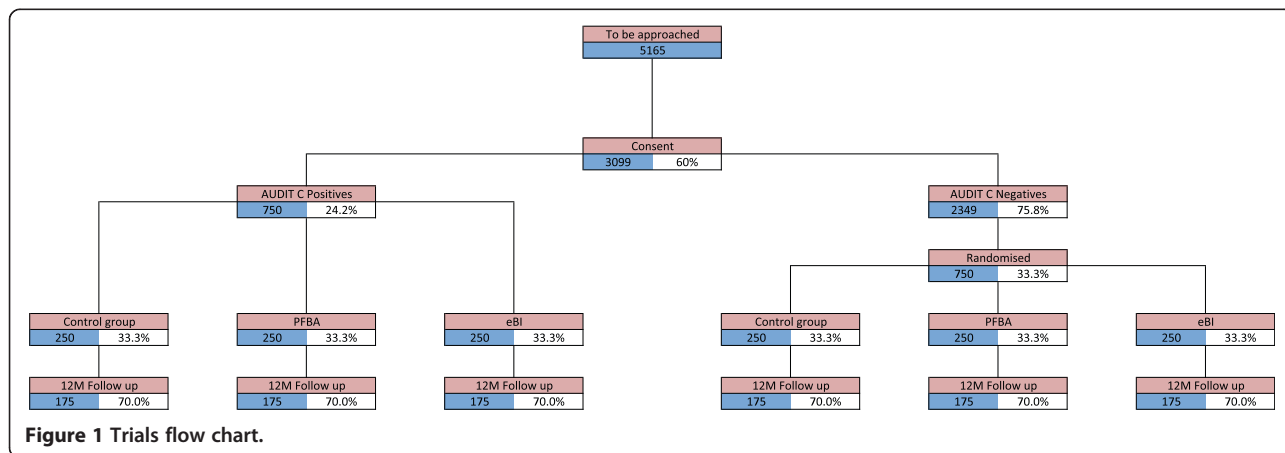 To be approached
5165
Consent
3099 60%
AUDIT C Positives
750 24.2%
AUDIT C Negatives
2349 75.8%
Randomised
750 33.3%
Control group
250 33.3%
PFBA
250 33.3%
eBI
250 33.3%
Control group
250 33.3%
PFBA
250 33.3%
eBI
250 33.3%
12M Follow up
175 70.0%
12M Follow up
175 70.0%
12M Follow up
175 70.0%
12M Follow up
175 70.0%
12M Follow up
175 70.0%
12M Follow up
175 70.0%
Figure 1 Trials flow chart.